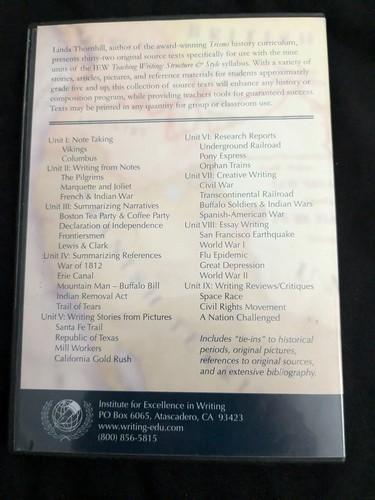 Linda Thornhill, author of the award-winning Trisms history curriculum,
presents thirty-two original source texts specifically for use with the nine
units of the IEW Teaching Writing: Structure & Style syllabus. With a variety of
stories, articles, pictures, and reference materials for students approximately
grade five and up, this collection of source texts will enhance any history or
composition program, while providing teachers tools for guaranteed success.
Texts may be printed in any quantity for group or classroom use.
Unit I: Note Taking
Vikings
Columbus
Unit II: Writing from Notes
The Pilgrims
Marquette and Joliet
French & Indian War
Unit III: Summarizing Narratives
Boston Tea Party & Coffee Party
Declaration of Independence
Frontiersmen
Lewis & Clark
Unit IV: Summarizing References
War of 1812
Erie Canal
Mountain Man – Buffalo Bill
Indian Removal Act
Trail of Tears
Unit V: Writing Stories from Pictures
Santa Fe Trail
Republic of Texas
Mill Workers
California Gold Rush
Unit VI: Research Reports
Underground Railroad
Pony Express
Orphan Trains
Unit VII: Creative Writing
Civil War
Transcontinental Railroad
Buffalo Soldiers & Indian Wars
Spanish-American War
Unit VIII: Essay Writing
San Francisco Earthquake
World War I
Flu Epidemic
Great Depression
World War II
Unit IX: Writing Reviews/Critiques
Space Race
Civil Rights Movement
A Nation Challenged
Includes "tie-ins" to historical
periods, original pictures,
references to original sources,
and an extensive bibliography.
Institute for Excellence in Writing
PO Box 6065, Atascadero, CA 93423
www.writing-edu.com
(800) 856-5815